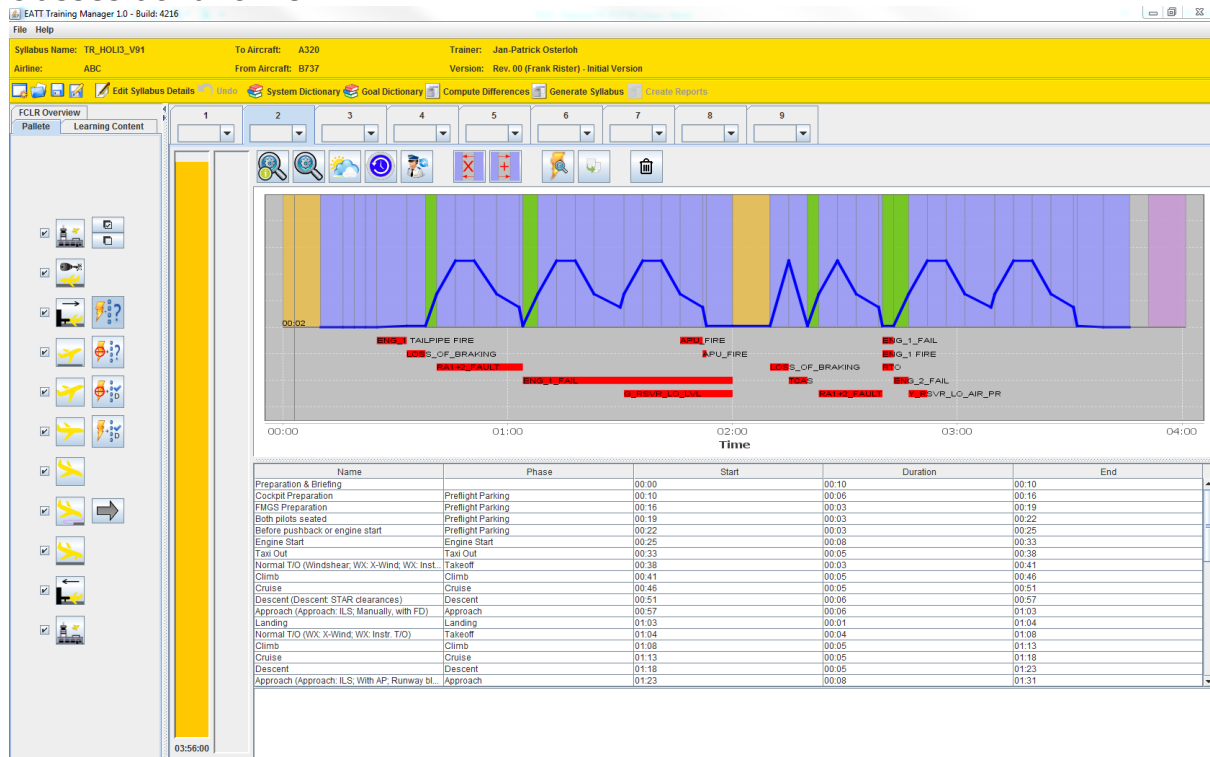 EATT Training Manager 1.0 - Build: 4216
File Help
Syllabus Name: TR_HOLI3_V91 To Aircraft: A320 Trainer: Jan-Patrick Osterloh
Airline: ABC From Aircraft: B737 Version: Rev. 00 (Frank Rister) - Initial Version
Edit Syllabus Details Undo System Dictionary Goal Dictionary Compute Differences Generate Syllabus Create Reports
FCLR Overview
Pallete Learning Content
1 2 3 4 5 6 7 8 9
00:02
ENG_1 TAILPIPE FIRE APU_FIRE ENG_1_FAIL
LOSS_OF_BRAKING APU_FIRE ENG_1 FIRE
RA1+2_FAULT LOSS_OF_BRAKING RTO
ENG_1_FAIL TCAS ENG_2_FAIL
G_RSVR_LO_LVL RA1+2_FAULT Y_RSVR_LO_AIR_PR
00:00 01:00 02:00 03:00 04:00
Time
Name Phase Start Duration End
Preparation & Briefing 00:00 00:10 00:10
Cockpit Preparation Preflight Parking 00:10 00:06 00:16
FMGS Preparation Preflight Parking 00:16 00:03 00:19
Both pilots seated Preflight Parking 00:19 00:03 00:22
Before pushback or engine start Preflight Parking 00:22 00:03 00:25
Engine Start Engine Start 00:25 00:08 00:33
Taxi Out Taxi Out 00:33 00:05 00:38
Normal T/O (Windshear; WX: X-Wind; WX: Inst... Takeoff 00:38 00:03 00:41
Climb Climb 00:41 00:05 00:46
Cruise Cruise 00:46 00:05 00:51
Descent (Descent: STAR clearances) Descent 00:51 00:06 00:57
Approach (Approach: ILS; Manually, with FD) Approach 00:57 00:06 01:03
Landing Landing 01:03 00:01 01:04
Normal T/O (WX: X-Wind; WX: Instr. T/O) Takeoff 01:04 00:04 01:08
Climb Climb 01:08 00:05 01:13
Cruise Cruise 01:13 00:05 01:18
Descent Descent 01:18 00:05 01:23
Approach (Approach: ILS; With AP; Runway bl... Approach 01:23 00:08 01:31
03:56:00